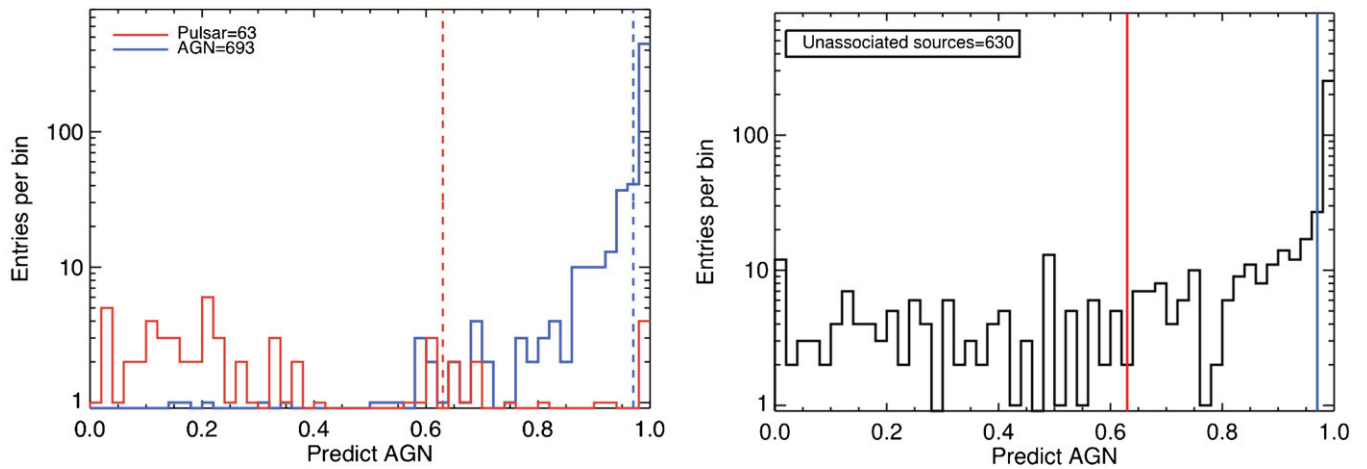 Pulsar=63
AGN=693
Entries per bin
100
10
1
0.0 0.2 0.4 0.6 0.8 1.0
Predict AGN
Unassociated sources=630
Entries per bin
100
10
1
0.0 0.2 0.4 0.6 0.8 1.0
Predict AGN